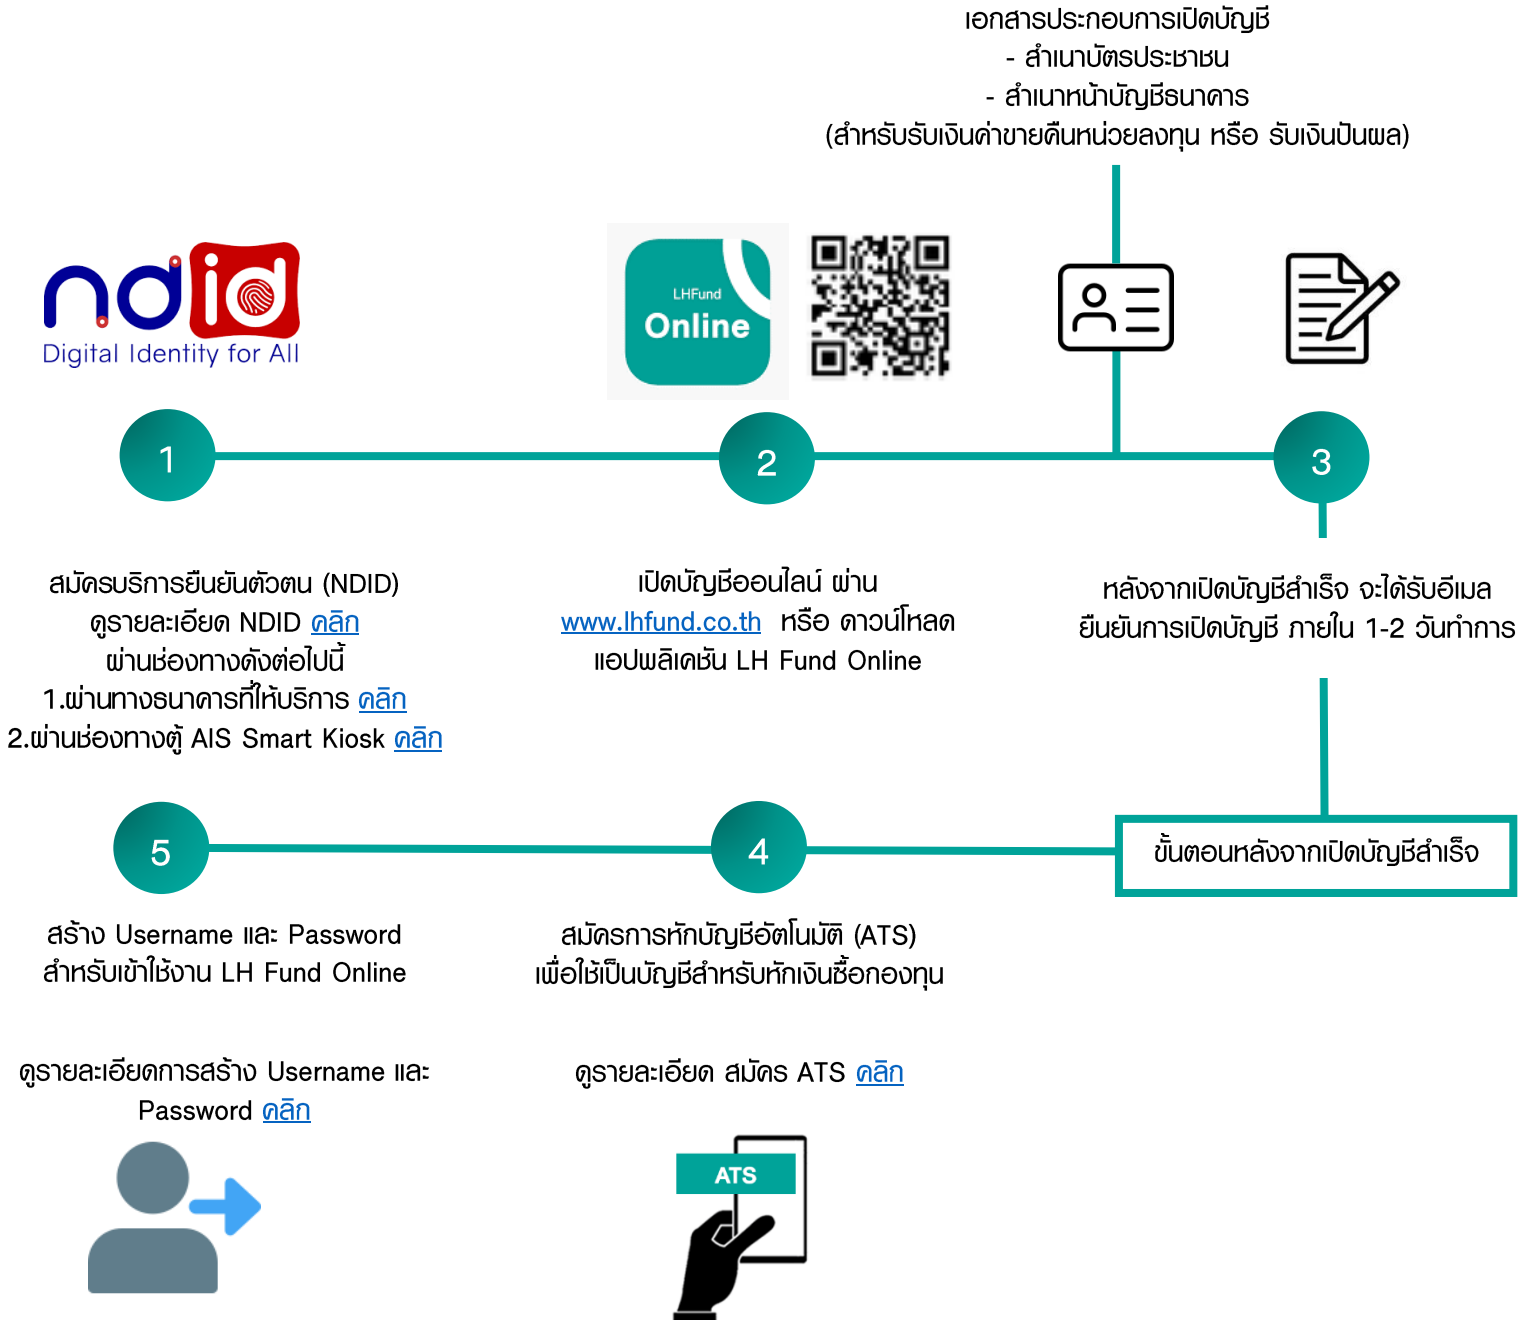 เอกสารประกอบการเปิดบัญชี
- สำเนาบัตรประชาชน
- สำเนาหน้าบัญชีธนาคาร
(สำหรับรับเงินค่าขายคืนหน่วยลงทุน หรือ รับเงินปันผล)
ndid
Digital Identity for All
LHFund
Online
1
2
3
สมัครบริการยืนยันตัวตน (NDID)
ดูรายละเอียด NDID คลิก
ผ่านช่องทางดังต่อไปนี้
1.ผ่านทางธนาคารที่ให้บริการ คลิก
2.ผ่านช่องทางตู้ AIS Smart Kiosk คลิก
เปิดบัญชีออนไลน์ ผ่าน
www.lhfund.co.th หรือ ดาวน์โหลด
แอปพลิเคชัน LH Fund Online
หลังจากเปิดบัญชีสำเร็จ จะได้รับอีเมล
ยืนยันการเปิดบัญชี ภายใน 1-2 วันทำการ
ขั้นตอนหลังจากเปิดบัญชีสำเร็จ
4
5
สมัครการหักบัญชีอัตโนมัติ (ATS)
เพื่อใช้เป็นบัญชีสำหรับหักเงินซื้อกองทุน
ดูรายละเอียด สมัคร ATS คลิก
ATS
สร้าง Username และ Password
สำหรับเข้าใช้งาน LH Fund Online
ดูรายละเอียดการสร้าง Username และ
Password คลิก